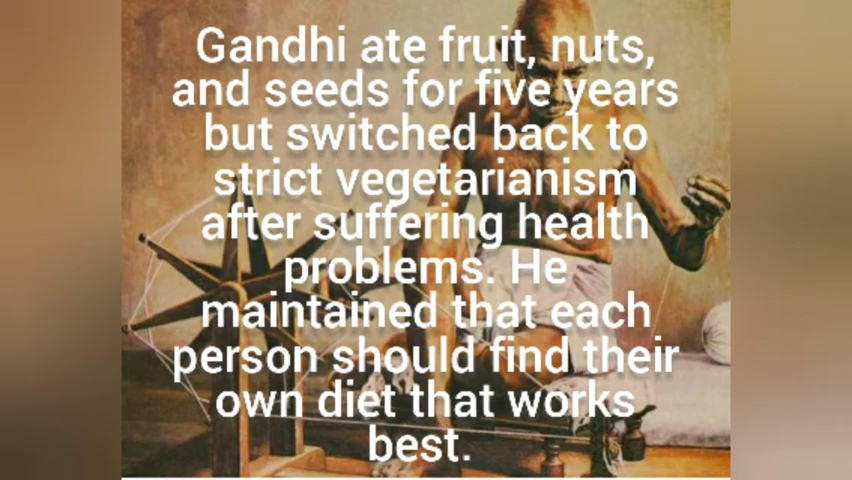 Gandhi ate fruit, nuts,
and seeds for five years
but switched back to
strict vegetarianism
after suffering health
problems. He
maintained that each
person should find their
own diet that works
best.